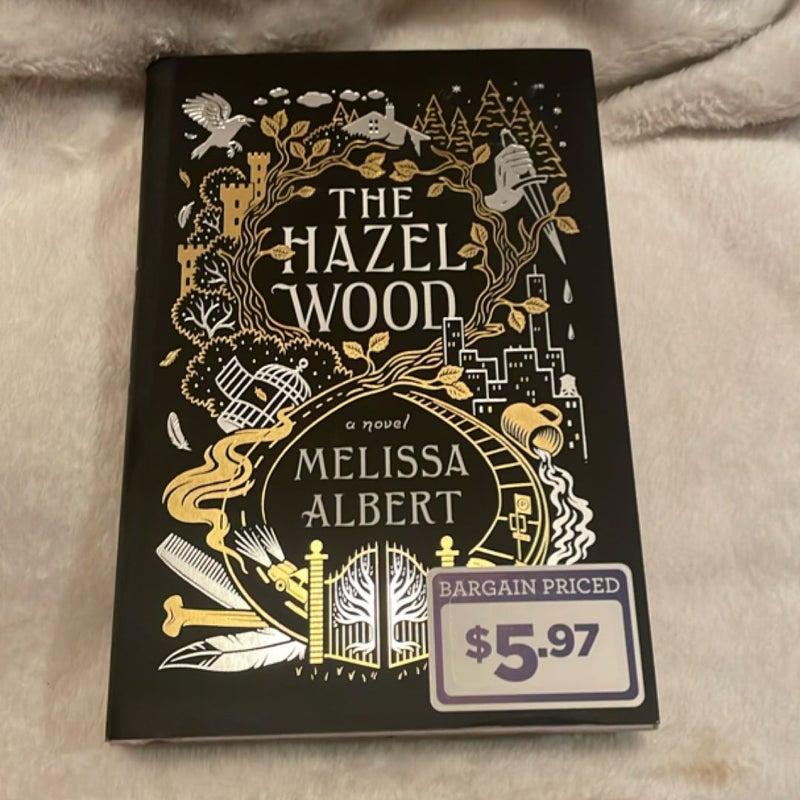 THE
HAZEL
WOOD
a novel
MELISSA
ALBERT
BARGAIN PRICED
$5.97